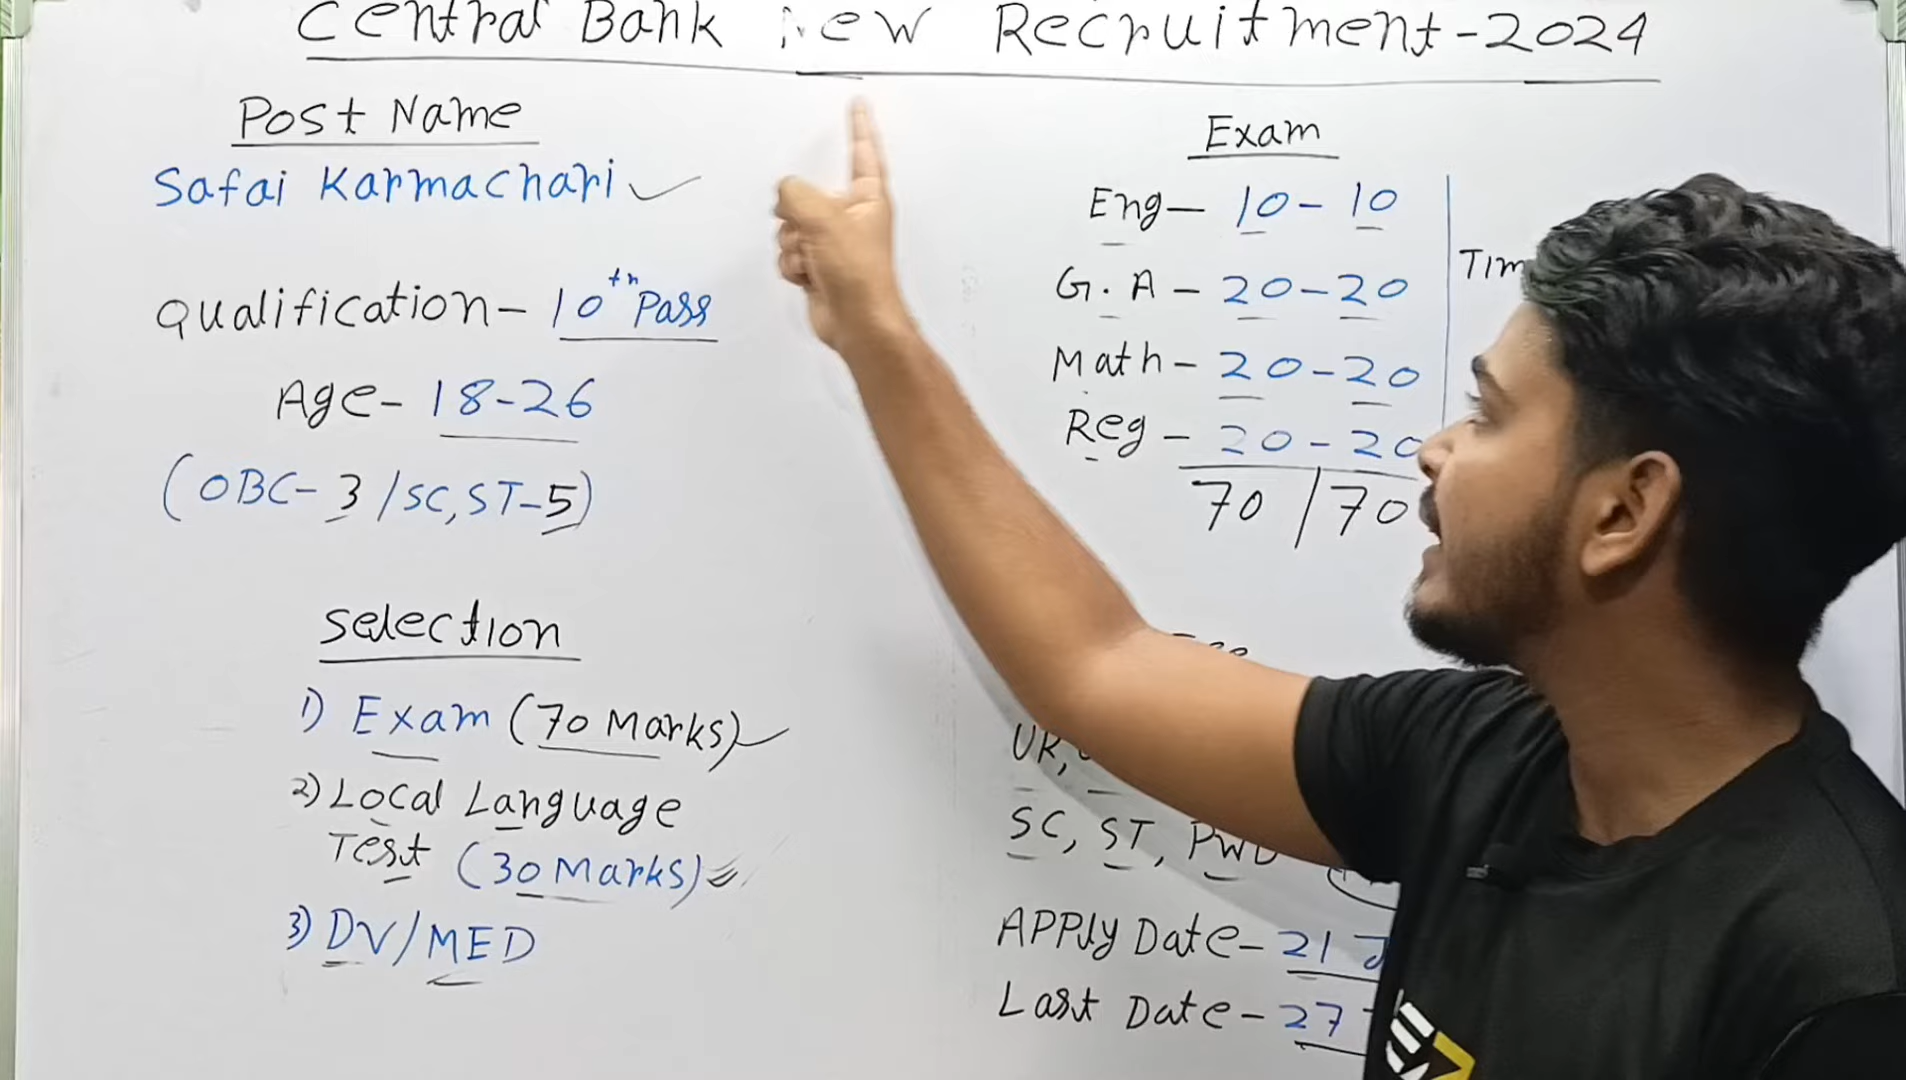 Central Bank New Recruitment-2024
Post Name
Safai Karmachari
Qualification- 10th Pass
Age- 18-26
(OBC- 3 /SC,ST-5)
Selection
1) Exam (70 Marks)
2) Local Language
Test (30 Marks)
3) DV/MED
Exam
Eng- 10-10
G.A - 20-20
Math- 20-20
Reg - 20-20
70 / 70
UR,
SC, ST, PWD
Apply Date- 21 J
Last Date- 27